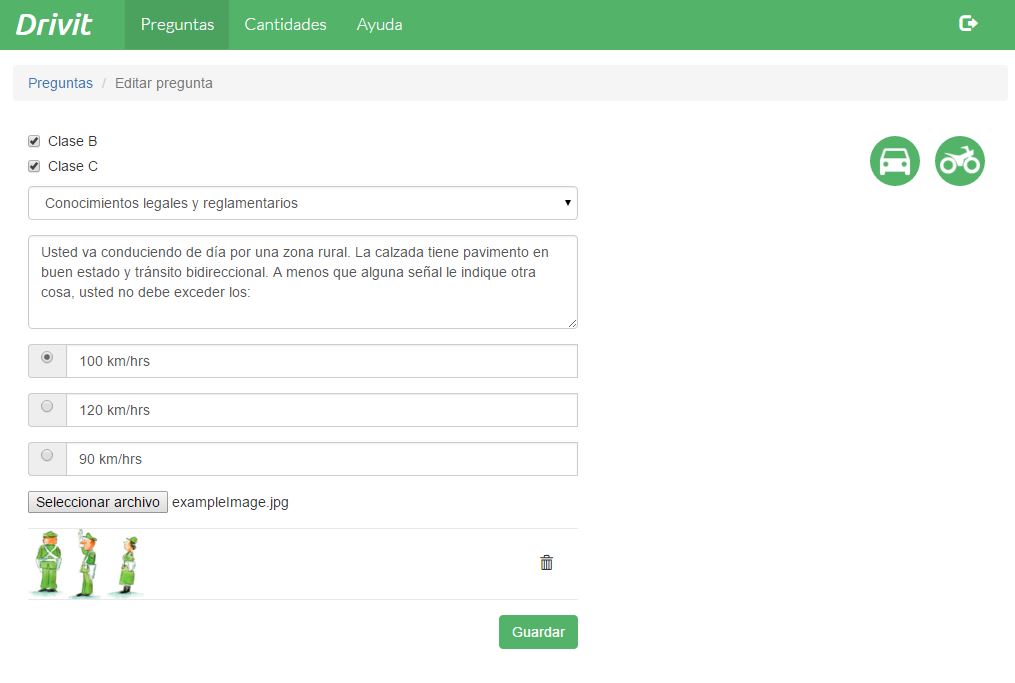 Drivit
Preguntas
Cantidades
Ayuda
Preguntas / Editar pregunta
Clase B
Clase C
Conocimientos legales y reglamentarios
Usted va conduciendo de día por una zona rural. La calzada tiene pavimento en
buen estado y tránsito bidireccional. A menos que alguna señal le indique otra
cosa, usted no debe exceder los:
100 km/hrs
120 km/hrs
90 km/hrs
Seleccionar archivo exampleImage.jpg
Guardar